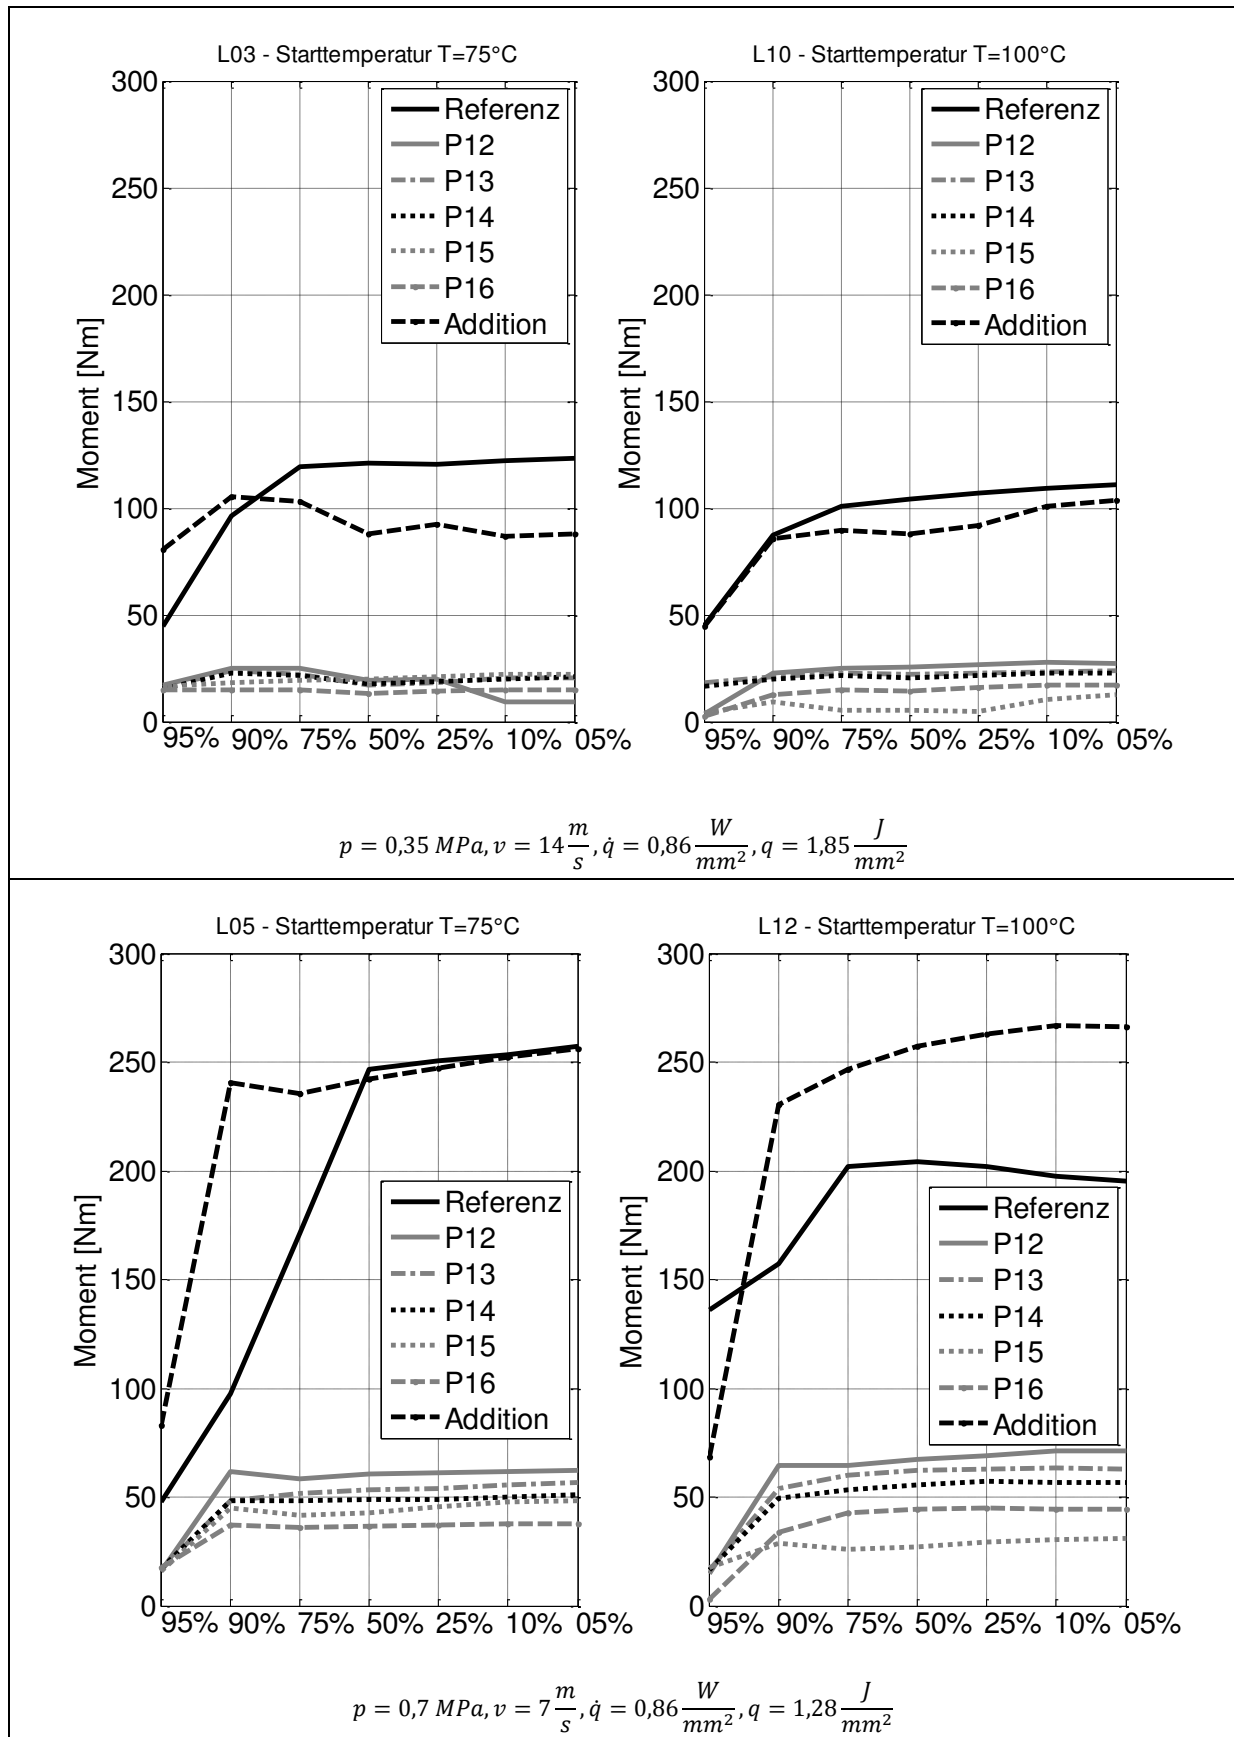 L03 - Starttemperatur T=75°C
300
250
200
150
100
50
0
Moment [Nm]
95% 90% 75% 50% 25% 10% 05%
Referenz
P12
P13
P14
P15
P16
Addition
L10 - Starttemperatur T=100°C
300
250
200
150
100
50
0
Moment [Nm]
95% 90% 75% 50% 25% 10% 05%
Referenz
P12
P13
P14
P15
P16
Addition
p = 0,35 MPa, v = 14 m/s, q̇ = 0,86 W/mm², q = 1,85 J/mm²
L05 - Starttemperatur T=75°C
300
250
200
150
100
50
0
Moment [Nm]
95% 90% 75% 50% 25% 10% 05%
Referenz
P12
P13
P14
P15
P16
Addition
L12 - Starttemperatur T=100°C
300
250
200
150
100
50
0
Moment [Nm]
95% 90% 75% 50% 25% 10% 05%
Referenz
P12
P13
P14
P15
P16
Addition
p = 0,7 MPa, v = 7 m/s, q̇ = 0,86 W/mm², q = 1,28 J/mm²